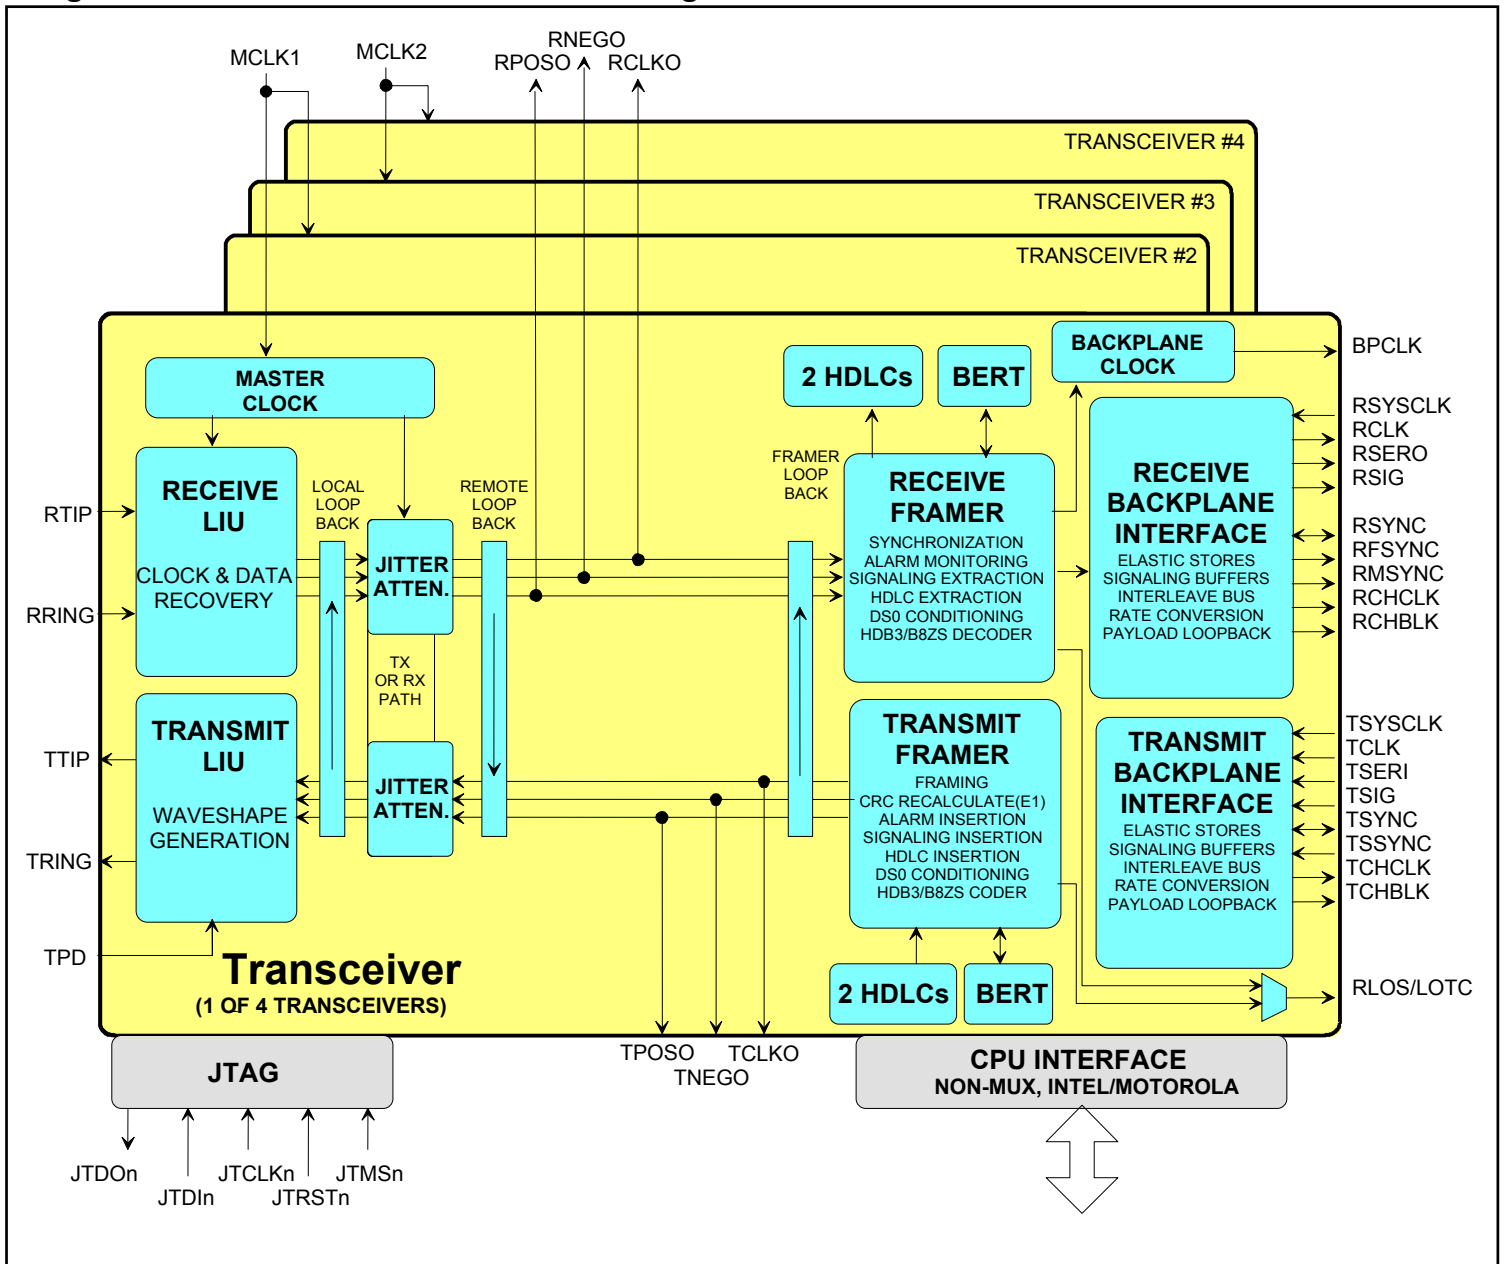 MCLK1
MCLK2
RNEGO
RPOSO
RCLKO
TRANSCEIVER #4
TRANSCEIVER #3
TRANSCEIVER #2
MASTER
CLOCK
2 HDLCs
BERT
BACKPLANE
CLOCK
BPCLK
RECEIVE
LIU
CLOCK & DATA
RECOVERY
RTIP
RRING
LOCAL
LOOP
BACK
JITTER
ATTEN.
REMOTE
LOOP
BACK
FRAMER
LOOP
BACK
RECEIVE
FRAMER
SYNCHRONIZATION
ALARM MONITORING
SIGNALING EXTRACTION
HDLC EXTRACTION
DS0 CONDITIONING
HDB3/B8ZS DECODER
RECEIVE
BACKPLANE
INTERFACE
ELASTIC STORES
SIGNALING BUFFERS
INTERLEAVE BUS
RATE CONVERSION
PAYLOAD LOOPBACK
RSYSCLK
RCLK
RSERO
RSIG
RSYNC
RFSYNC
RMSYNC
RCHCLK
RCHBLK
TX
OR RX
PATH
TRANSMIT
LIU
WAVESHAPE
GENERATION
TTIP
TRING
TPD
JITTER
ATTEN.
TRANSMIT
FRAMER
FRAMING
CRC RECALCULATE(E1)
ALARM INSERTION
SIGNALING INSERTION
HDLC INSERTION
DS0 CONDITIONING
HDB3/B8ZS CODER
TRANSMIT
BACKPLANE
INTERFACE
ELASTIC STORES
SIGNALING BUFFERS
INTERLEAVE BUS
RATE CONVERSION
PAYLOAD LOOPBACK
TSYSCLK
TCLK
TSERI
TSIG
TSYNC
TSSYNC
TCHCLK
TCHBLK
Transceiver
(1 OF 4 TRANSCEIVERS)
2 HDLCs
BERT
RLOS/LOTC
JTAG
TPOSO
TNEGO
TCLKO
CPU INTERFACE
NON-MUX, INTEL/MOTOROLA
JTDOn
JTDIn
JTCLKn
JTRSTn
JTMSn